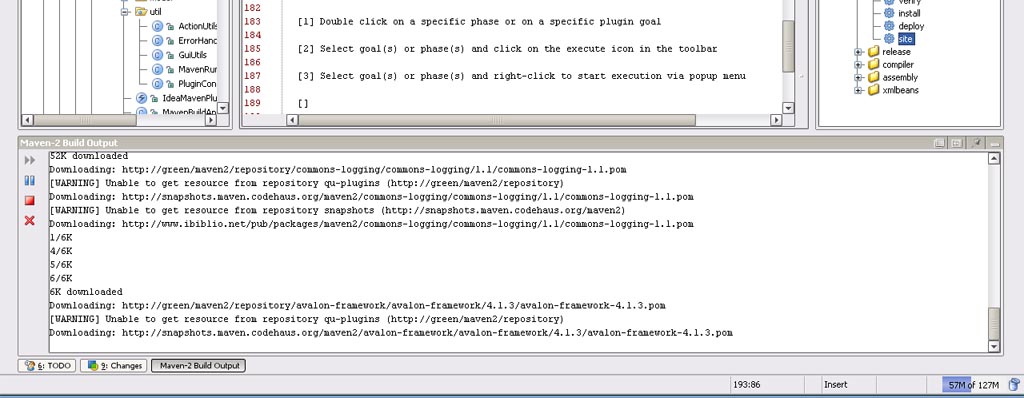 util
ActionUtils
ErrorHand
GuiUtils
MavenRun
PluginCon
IdeaMavenPlu
MavenBuildAn
182
183 [1] Double click on a specific phase or on a specific plugin goal
184
185 [2] Select goal(s) or phase(s) and click on the execute icon in the toolbar
186
187 [3] Select goal(s) or phase(s) and right-click to start execution via popup menu
188
189 []
verify
install
deploy
site
release
compiler
assembly
xmlbeans
Maven-2 Build Output
52K downloaded
Downloading: http://green/maven2/repository/commons-logging/commons-logging/1.1/commons-logging-1.1.pom
[WARNING] Unable to get resource from repository qu-plugins (http://green/maven2/repository)
Downloading: http://snapshots.maven.codehaus.org/maven2/commons-logging/commons-logging/1.1/commons-logging-1.1.pom
[WARNING] Unable to get resource from repository snapshots (http://snapshots.maven.codehaus.org/maven2)
Downloading: http://www.ibiblio.net/pub/packages/maven2/commons-logging/commons-logging/1.1/commons-logging-1.1.pom
1/6K
4/6K
5/6K
6/6K
6K downloaded
Downloading: http://green/maven2/repository/avalon-framework/avalon-framework/4.1.3/avalon-framework-4.1.3.pom
[WARNING] Unable to get resource from repository qu-plugins (http://green/maven2/repository)
Downloading: http://snapshots.maven.codehaus.org/maven2/avalon-framework/avalon-framework/4.1.3/avalon-framework-4.1.3.pom
6: TODO 9: Changes Maven-2 Build Output
193:86 Insert 57M of 127M